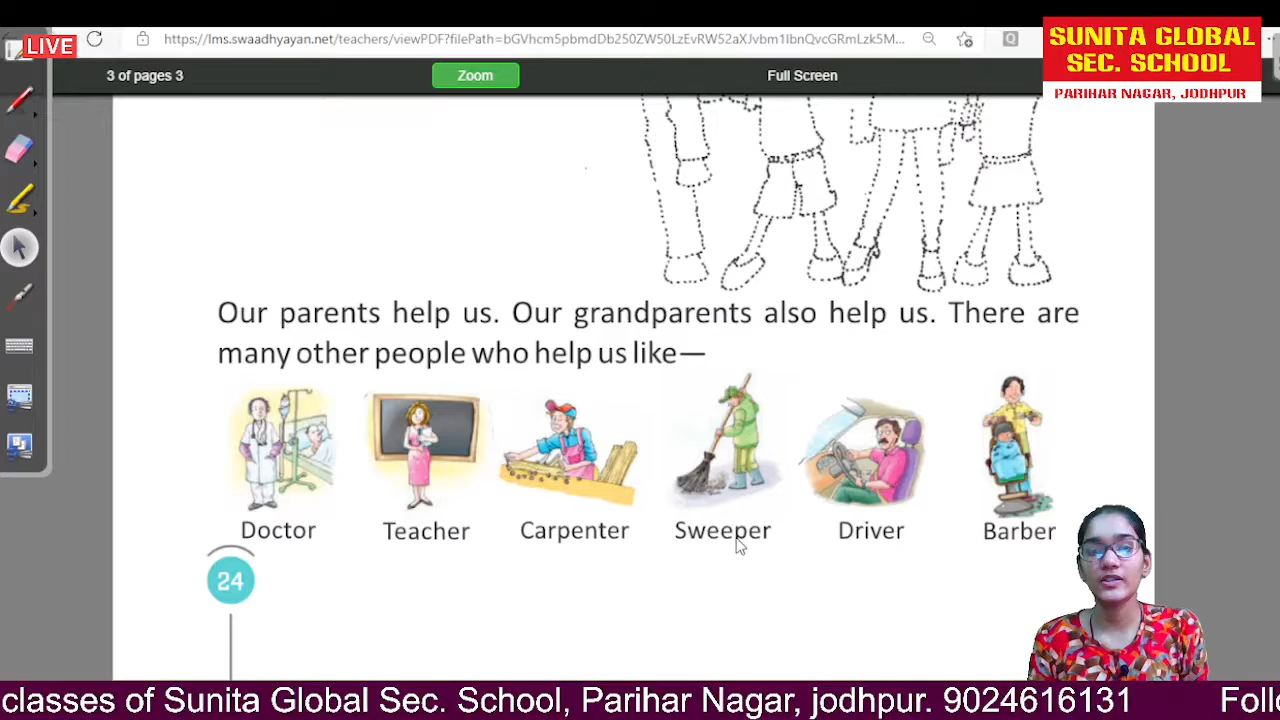 LIVE
https://lms.swaadhyayan.net/teachers/viewPDF?filePath=bGVhcm5pbmdDb250ZW50LzEvRW52aXJvbm1lbnQvcGRmLzk5M...
SUNITA GLOBAL
SEC. SCHOOL
PARIHAR NAGAR, JODHPUR
3 of pages 3
Zoom
Full Screen
Our parents help us. Our grandparents also help us. There are
many other people who help us like—
Doctor
Teacher
Carpenter
Sweeper
Driver
Barber
24
classes of Sunita Global Sec. School, Parihar Nagar, jodhpur. 9024616131